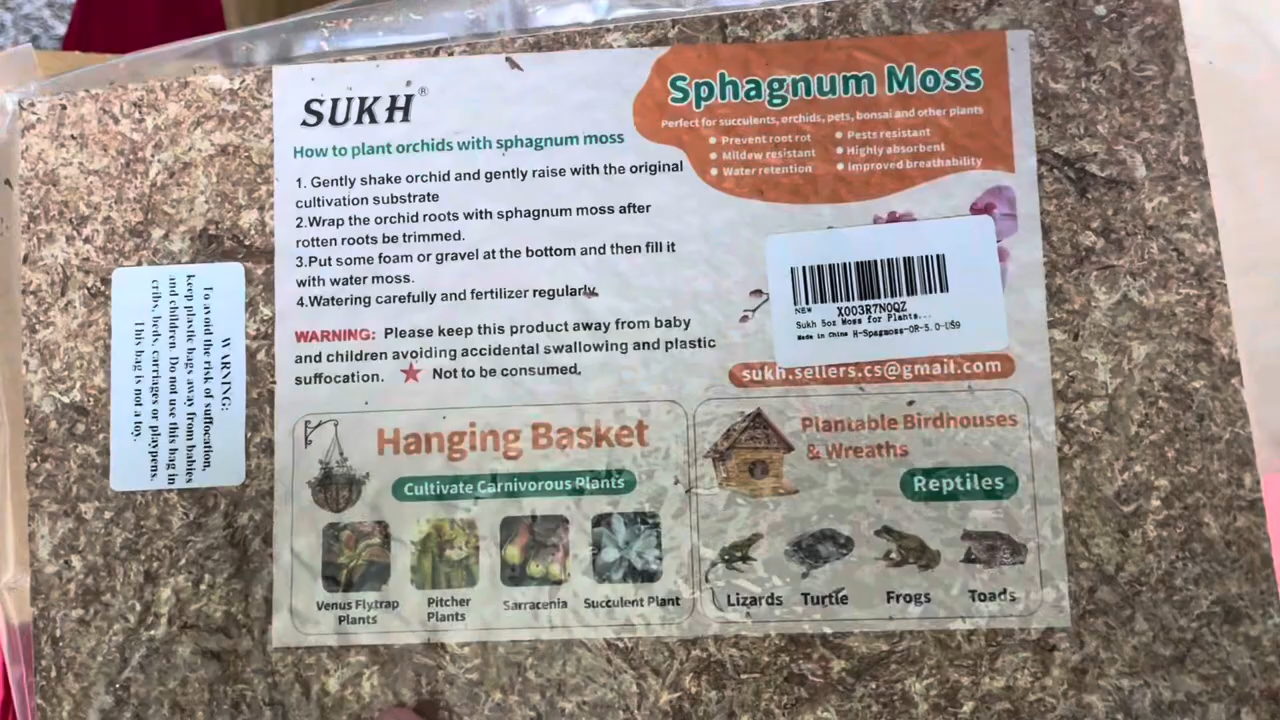 WARNING:
To avoid the risk of suffocation,
keep plastic bags away from babies
and children. Do not use this bag in
cribs, beds, carriages or playpens.
This bag is not a toy.
SUKH®
How to plant orchids with sphagnum moss
1. Gently shake orchid and gently raise with the original
cultivation substrate
2.Wrap the orchid roots with sphagnum moss after
rotten roots be trimmed.
3.Put some foam or gravel at the bottom and then fill it
with water moss.
4.Watering carefully and fertilizer regularly.
WARNING: Please keep this product away from baby
and children avoiding accidental swallowing and plastic
suffocation. ★ Not to be consumed.
Sphagnum Moss
Perfect for succulents, orchids, pets, bonsai and other plants
● Prevent root rot
● Mildew resistant
● Water retention
● Pests resistant
● Highly absorbent
● Improved breathability
NEW X003R7N0QZ
Sukh 5oz Moss for Plants...
Made in China H-Spagmoss-OR-5.0-US9
sukh.sellers.cs@gmail.com
Hanging Basket
Cultivate Carnivorous Plants
Venus Flytrap
Plants
Pitcher
Plants
Sarracenia
Succulent Plant
Plantable Birdhouses
& Wreaths
Reptiles
Lizards
Turtle
Frogs
Toads